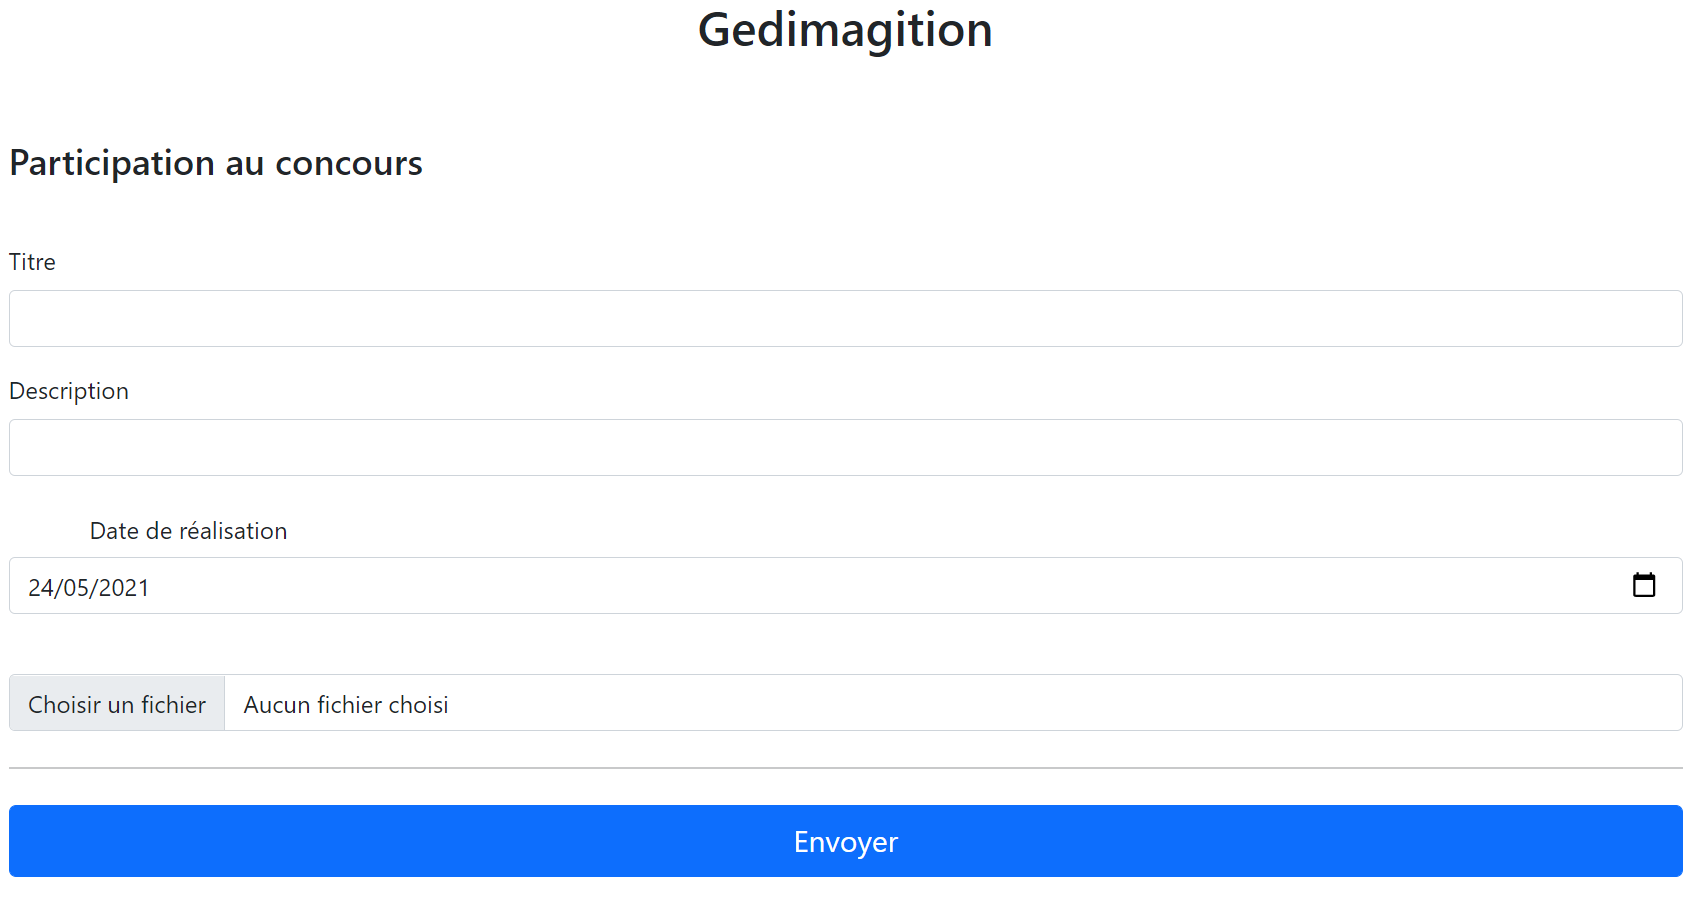 Gedimagition
Participation au concours
Titre
Description
Date de réalisation
24/05/2021
Choisir un fichier Aucun fichier choisi
Envoyer